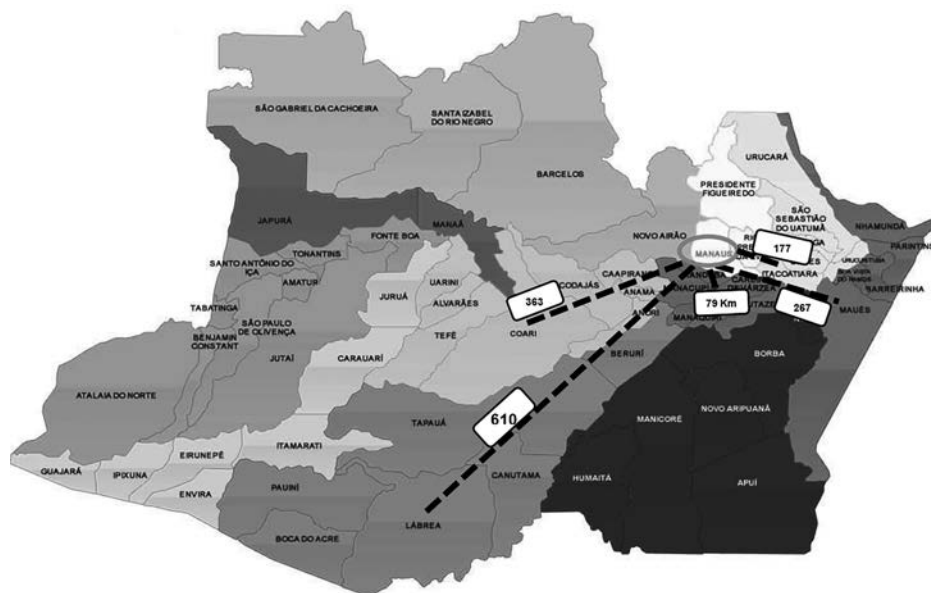 SÃO GABRIEL DA CACHOEIRA
SANTA IZABEL
DO RIO NEGRO
BARCELOS
URUCARÁ
PRESIDENTE
FIGUEIREDO
SÃO
SEBASTIÃO
DO UATUMÃ
NHAMUNDÁ
PARINTINS
JAPURÁ
MARAÃ
FONTE BOA
NOVO AIRÃO
MANAUS
177
TONANTINS
SANTO ANTÔNIO DO
IÇA
AMATUR
UARINI
JURUÁ
ALVARÃES
CODAJÁS
CAAPIRANG
ANAMÃ
ANORI
ITACOATIARA
BARREIRINHA
363
79 Km
267
MAUÉS
TABATINGA
SÃO PAULO
DE OLIVENÇA
BENJAMIN
CONSTANT
JUTAÍ
TEFÉ
COARI
CARAUARÍ
BERURÍ
BORBA
ATALAIA DO NORTE
TAPAUÁ
610
MANICORÉ
NOVO ARIPUANÃ
ITAMARATI
EIRUNEPÉ
GUAJARÁ
IPIXUNA
ENVIRA
PAUINÍ
CANUTAMA
HUMAITÁ
APUÍ
LÁBREA
BOCA DO ACRE